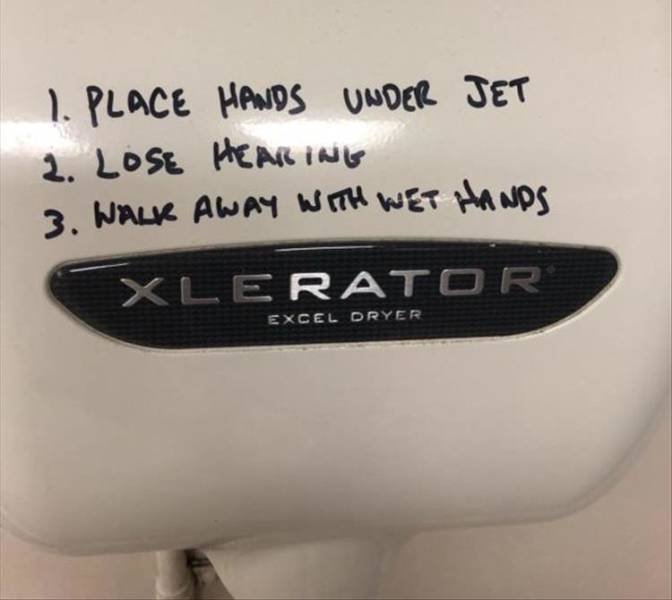 1. PLACE HANDS UNDER JET
2. LOSE HEARING
3. WALK AWAY WITH WET HANDS
XLERATOR®
EXCEL DRYER